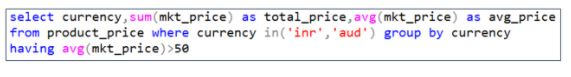 select currency,sum(mkt_price) as total_price,avg(mkt_price) as avg_price
from product_price where currency in('inr','aud') group by currency
having avg(mkt_price)>50